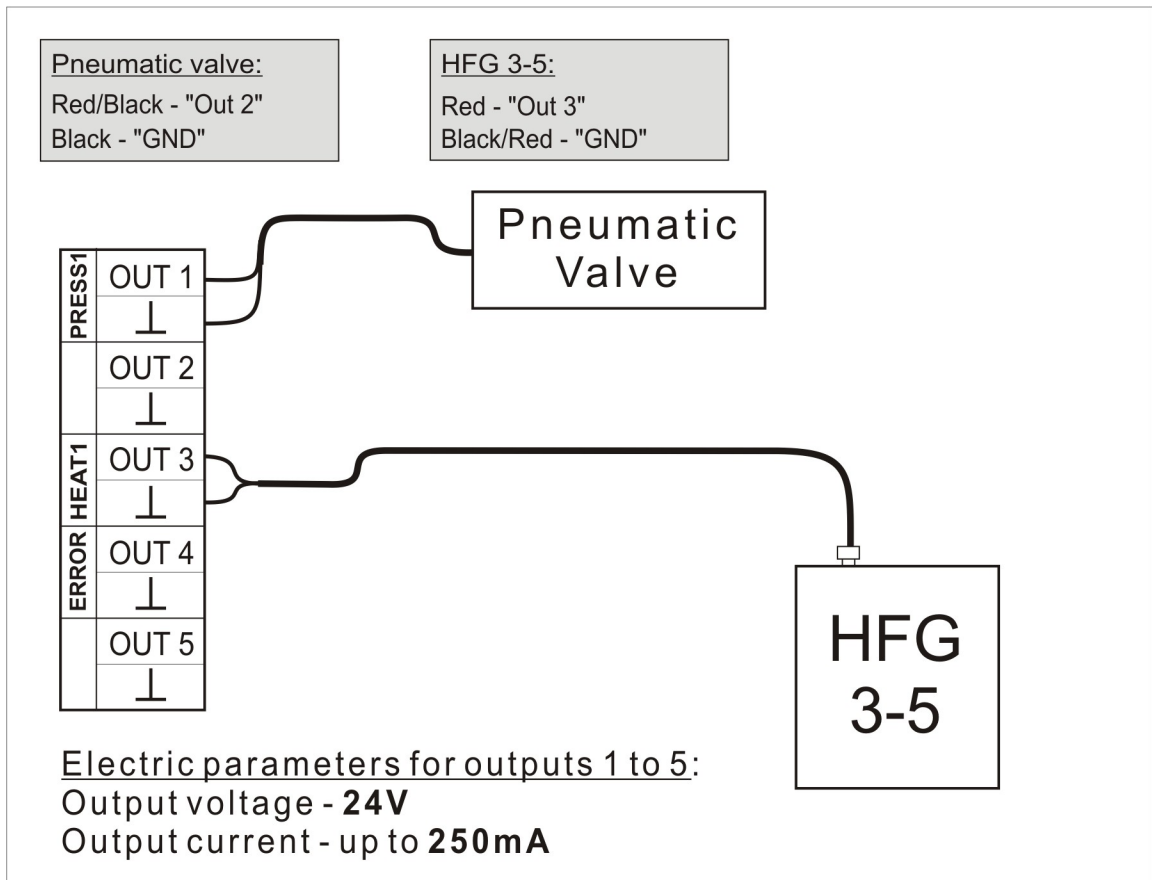 Pneumatic valve:
Red/Black - "Out 2"
Black - "GND"
HFG 3-5:
Red - "Out 3"
Black/Red - "GND"
Pneumatic
Valve
PRESS1
OUT 1
OUT 2
HEAT1
OUT 3
ERROR
OUT 4
OUT 5
HFG
3-5
Electric parameters for outputs 1 to 5:
Output voltage - 24V
Output current - up to 250mA